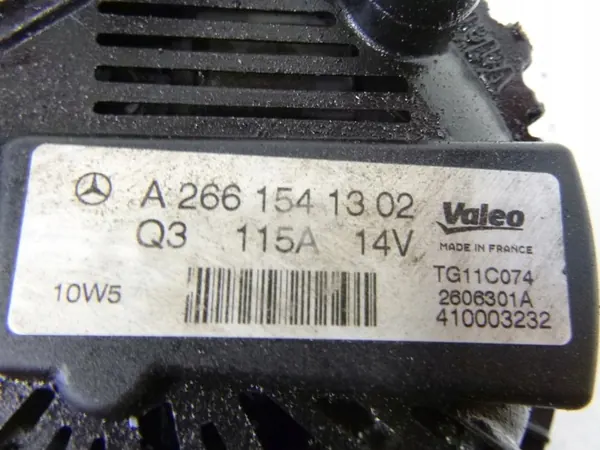 A 266 154 13 02
Valeo
MADE IN FRANCE
Q3 115A 14V
TG11C074
10W5
2606301A
410003232